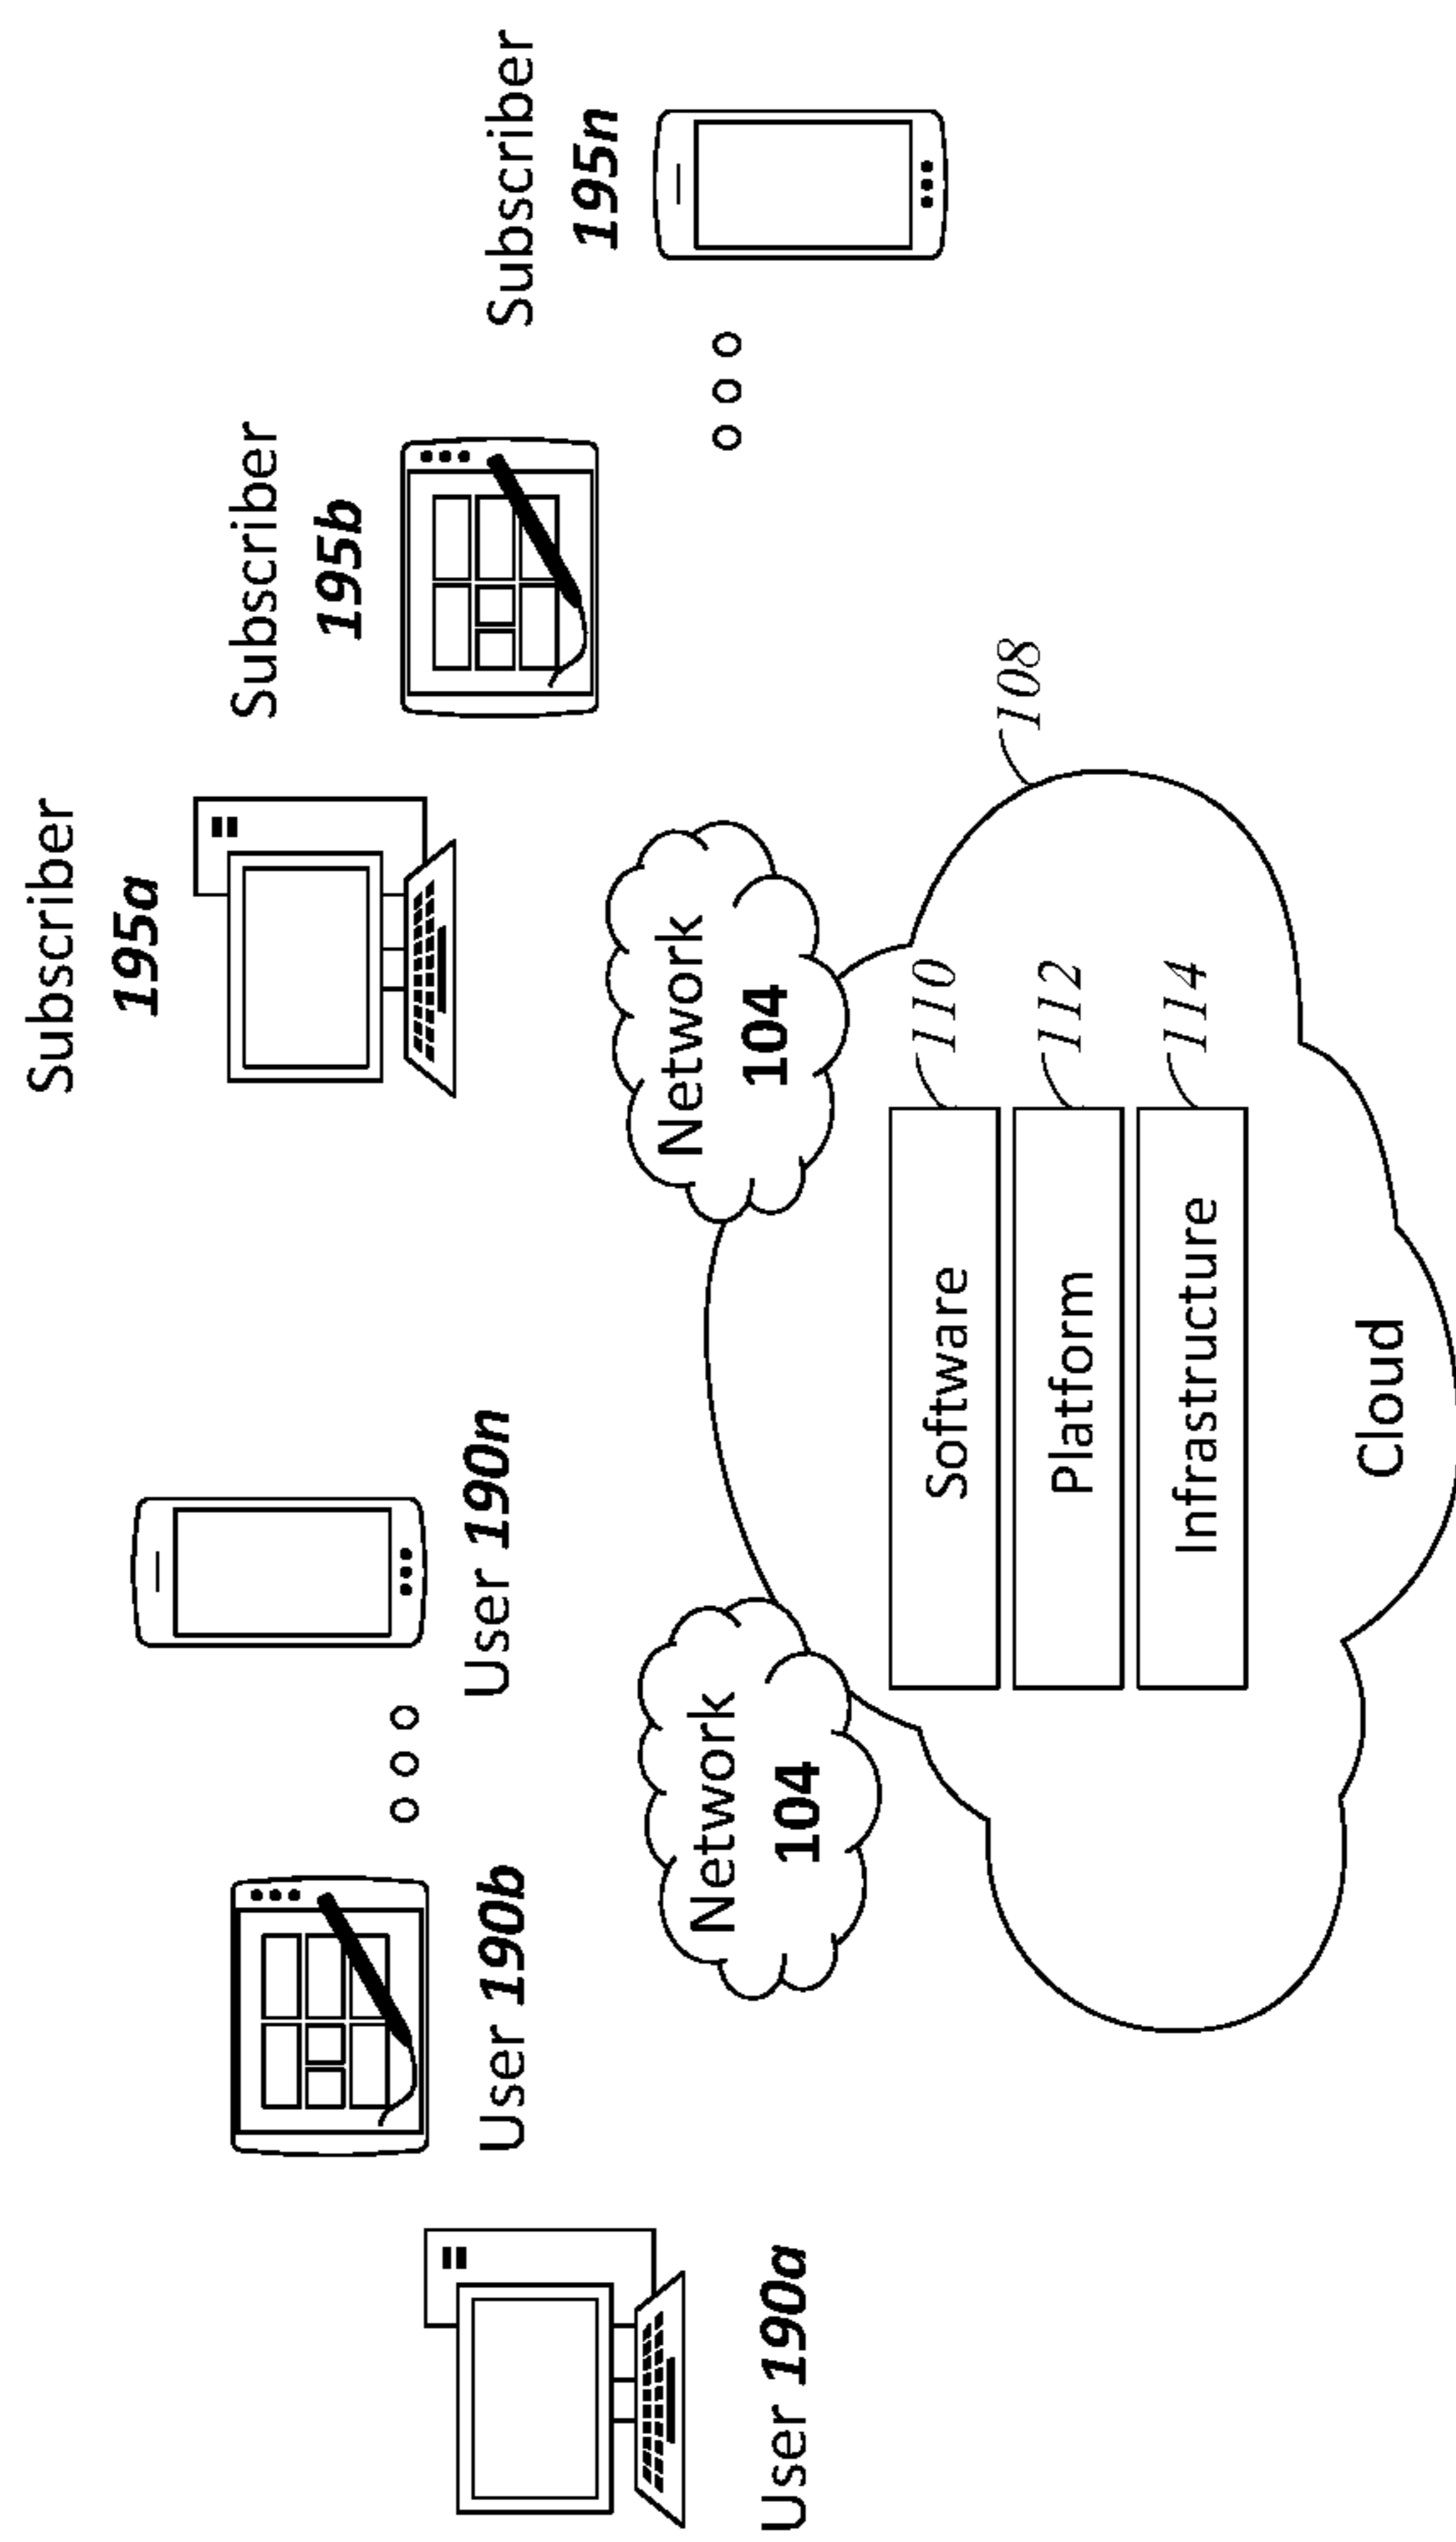 Subscriber
195a
Subscriber
195b
Subscriber
195n
User 190n
User 190b
User 190a
Network
104
Network
104
108
Software
110
Platform
112
Infrastructure
114
Cloud